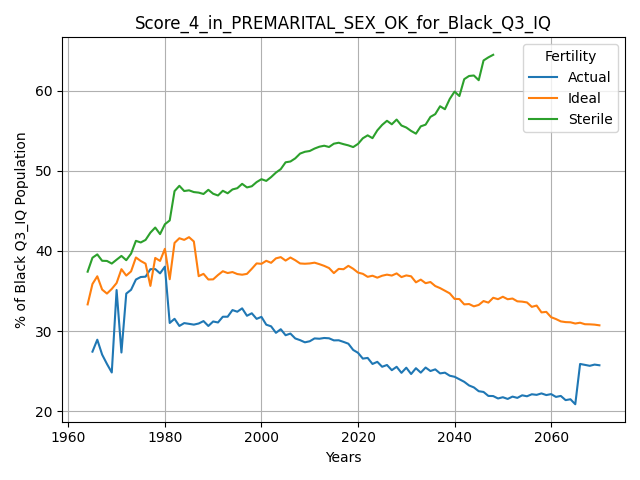 Score_4_in_PREMARITAL_SEX_OK_for_Black_Q3_IQ
% of Black Q3_IQ Population
60
50
40
30
20
Fertility
Actual
Ideal
Sterile
1960
1980
2000
2020
2040
2060
Years